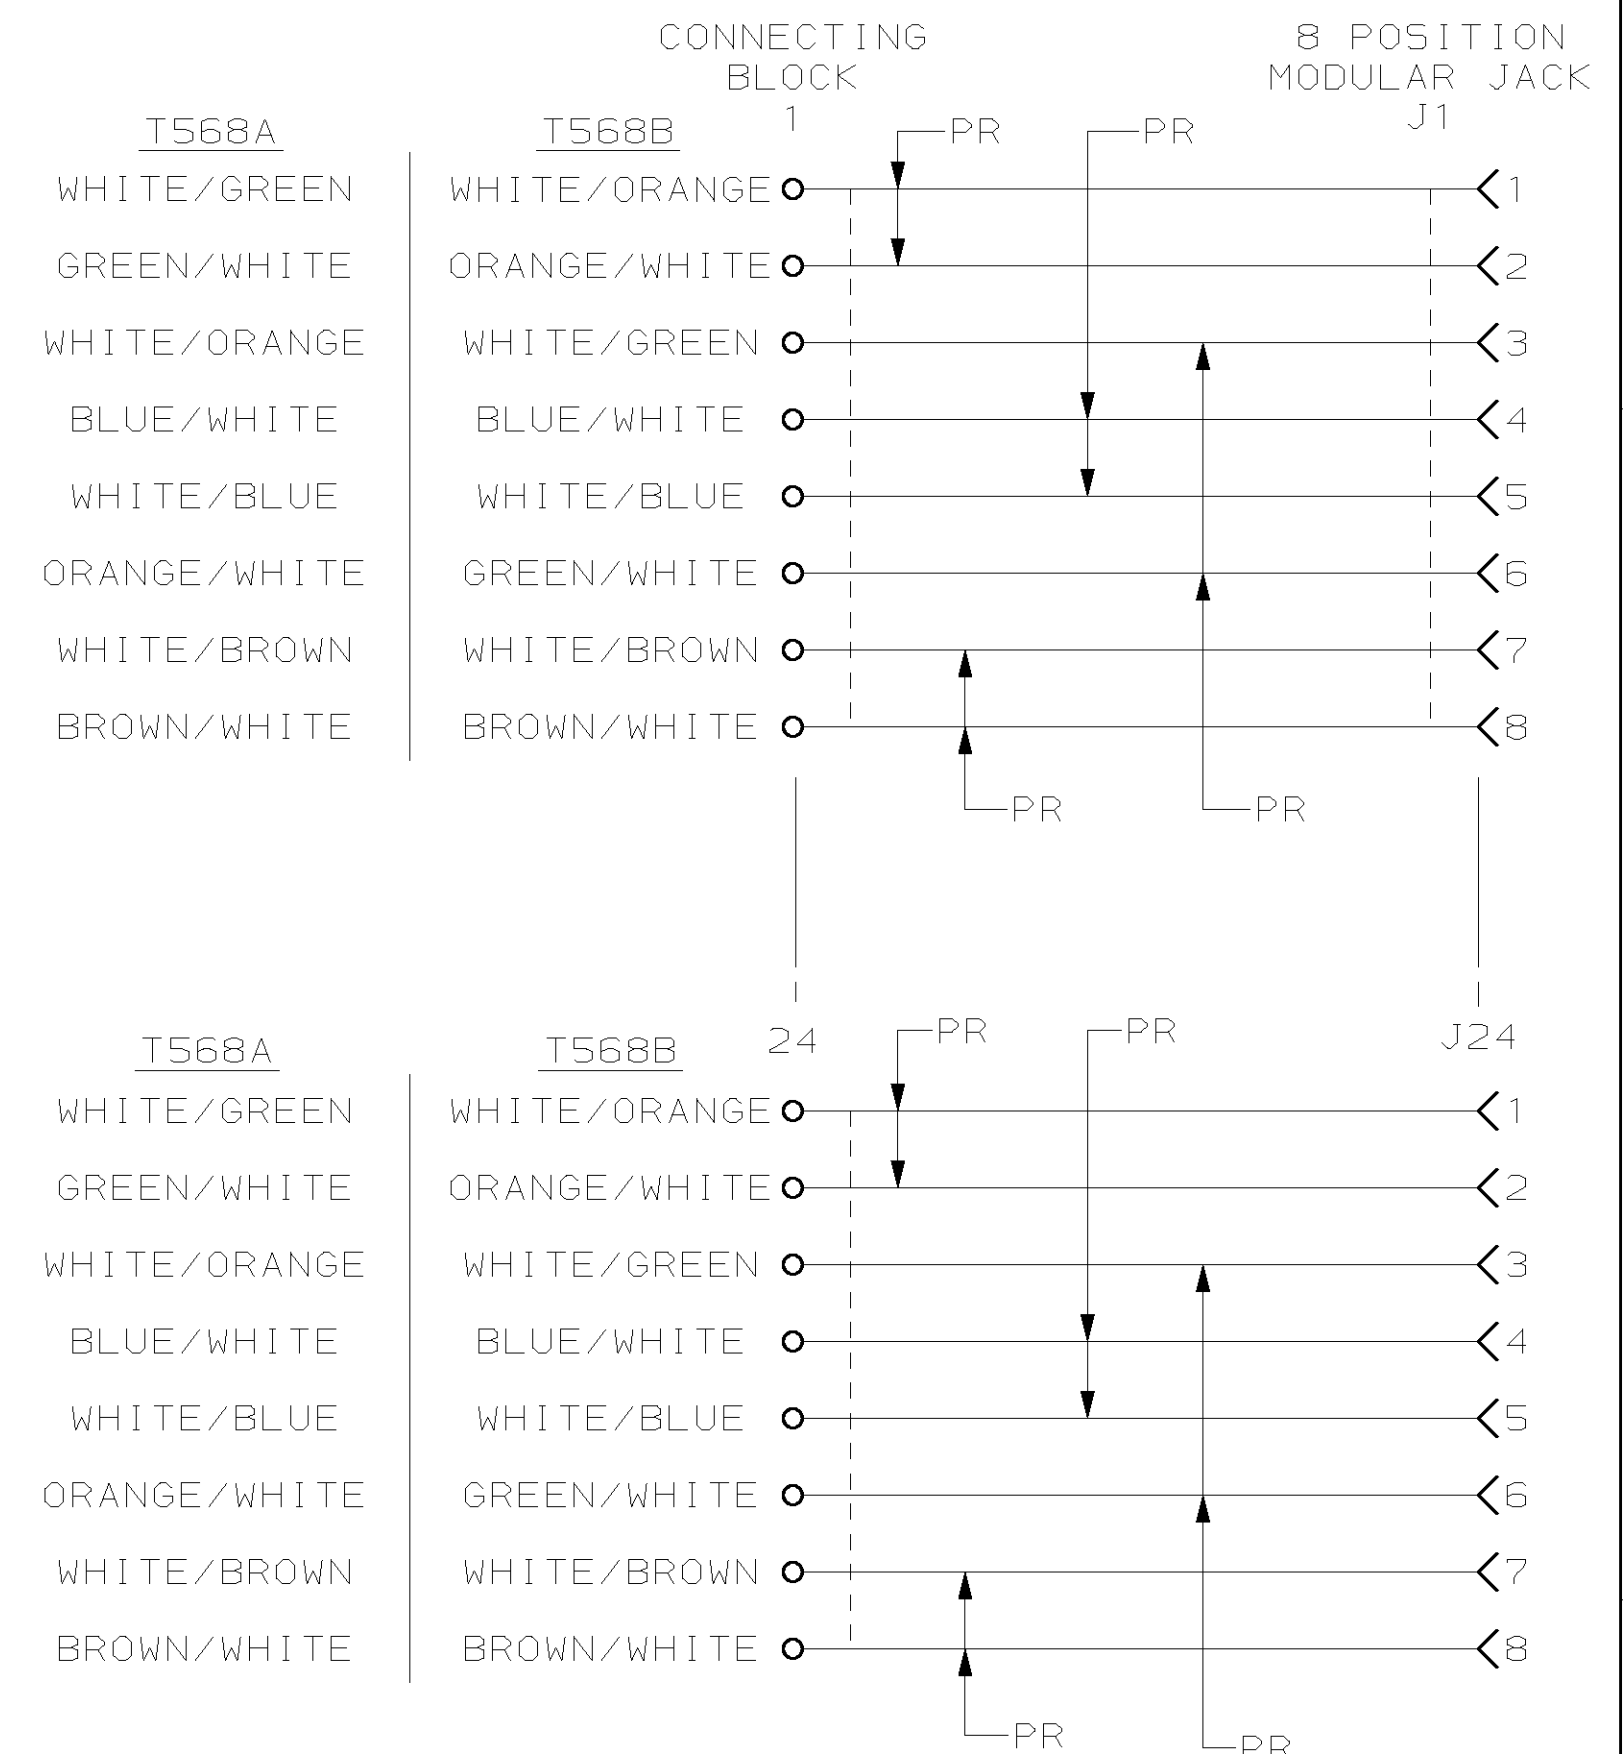 CONNECTING 8 POSITION
BLOCK MODULAR JACK
1 J1
T568A T568B PR PR
WHITE/GREEN WHITE/ORANGE 1
GREEN/WHITE ORANGE/WHITE 2
WHITE/ORANGE WHITE/GREEN 3
BLUE/WHITE BLUE/WHITE 4
WHITE/BLUE WHITE/BLUE 5
ORANGE/WHITE GREEN/WHITE 6
WHITE/BROWN WHITE/BROWN 7
BROWN/WHITE BROWN/WHITE 8
PR PR
24 PR PR J24
T568A T568B
WHITE/GREEN WHITE/ORANGE 1
GREEN/WHITE ORANGE/WHITE 2
WHITE/ORANGE WHITE/GREEN 3
BLUE/WHITE BLUE/WHITE 4
WHITE/BLUE WHITE/BLUE 5
ORANGE/WHITE GREEN/WHITE 6
WHITE/BROWN WHITE/BROWN 7
BROWN/WHITE BROWN/WHITE 8
PR PR